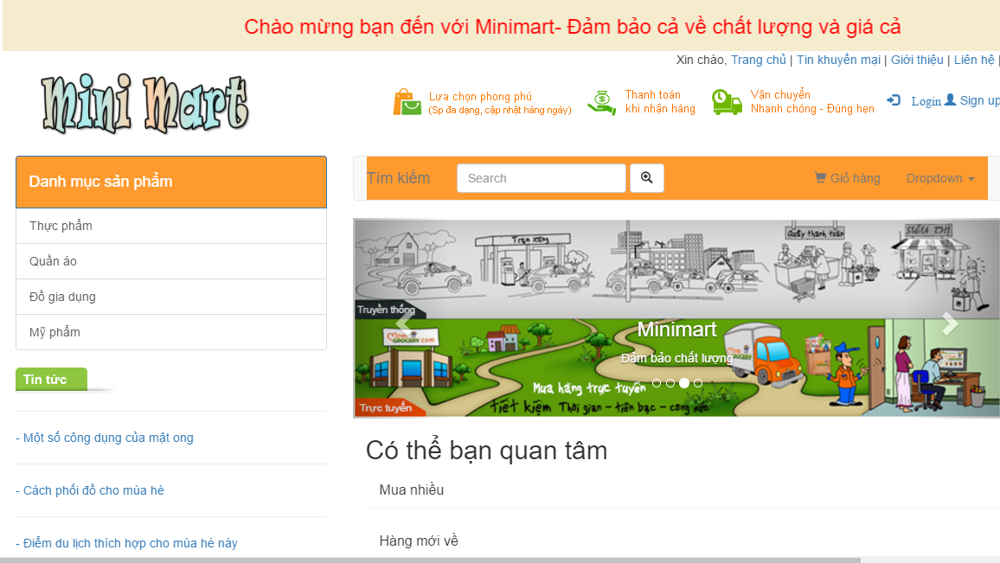 Chào mừng bạn đến với Minimart- Đảm bảo cả về chất lượng và giá cả
Xin chào, Trang chủ | Tin khuyến mại | Giới thiệu | Liên hệ |
Mini Mart
Lựa chọn phong phú
(Sp đa dạng, cập nhật hàng ngày)
Thanh toán
khi nhận hàng
Vận chuyển
Nhanh chóng - Đúng hẹn
Login
Sign up
Danh mục sản phẩm
Thực phẩm
Quần áo
Đồ gia dụng
Mỹ phẩm
Tin tức
- Một số công dụng của mật ong
- Cách phối đồ cho mùa hè
- Điểm du lịch thích hợp cho mùa hè này
Tìm kiếm
Search
Giỏ hàng
Dropdown
Trạm xăng
Quầy thanh toán
SIÊU THỊ
Truyền thống
GROCERY.com
Minimart
Đảm bảo chất lượng
GROCERY
Mua hàng trực tuyến
tiết kiệm Thời gian - tiền bạc - công sức
Trực tuyến
Có thể bạn quan tâm
Mua nhiều
Hàng mới về